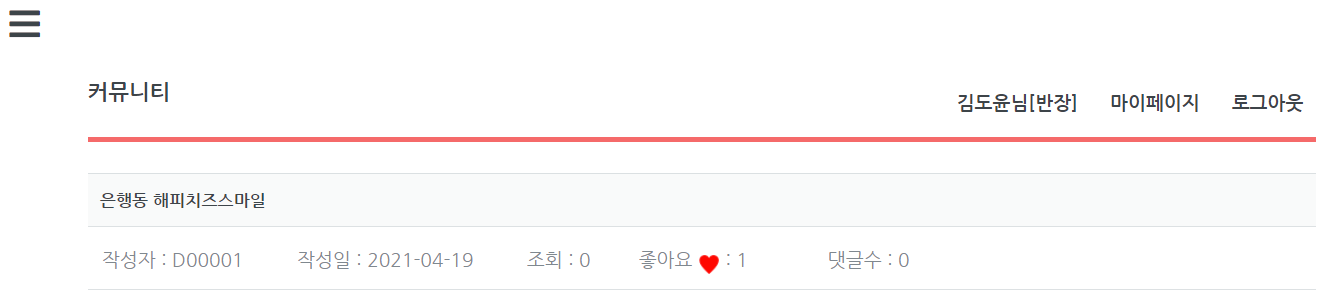 커뮤니티
김도윤님[반장] 마이페이지 로그아웃
은행동 해피치즈스마일
작성자 : D00001 작성일 : 2021-04-19 조회 : 0 좋아요 ♥ : 1 댓글수 : 0